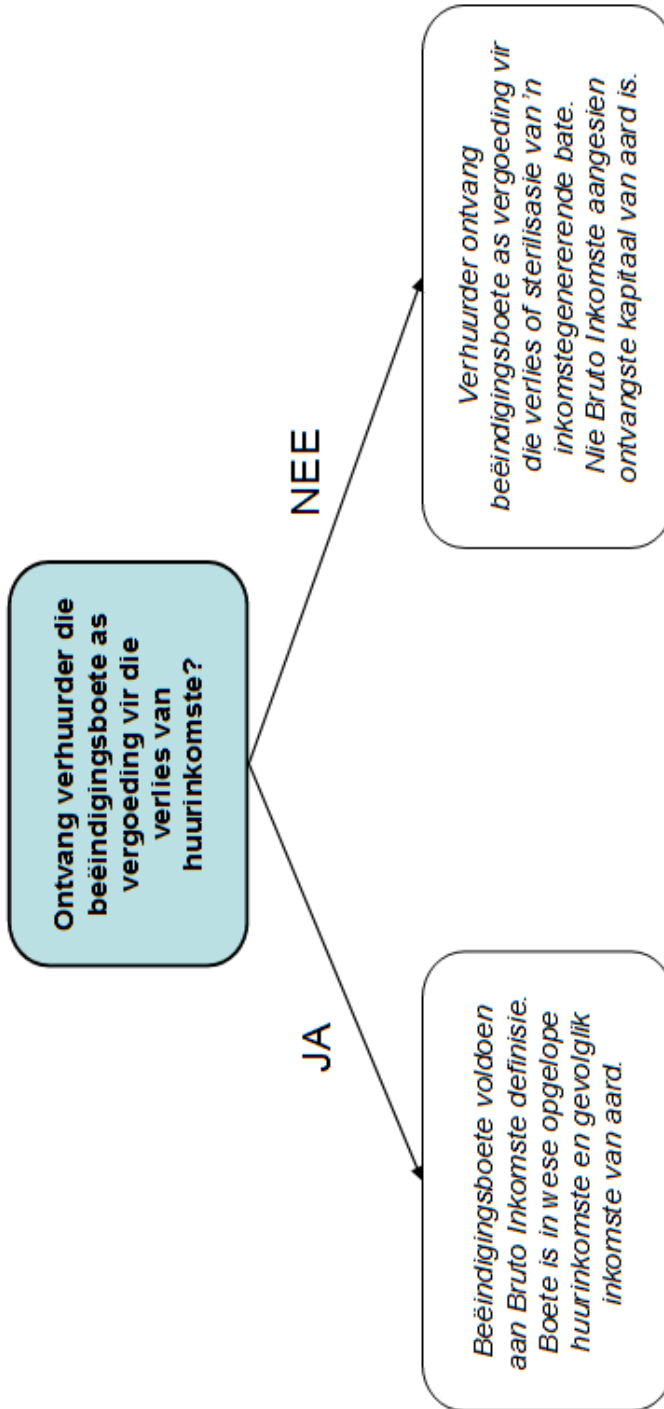 Ontvang verhuurder die
beëindigingsboete as
vergoeding vir die
verlies van
huurinkomste?
JA
NEE
Beëindigingsboete voldoen
aan Bruto Inkomste definisie.
Boete is in wese opgelope
huurinkomste en gevolglik
inkomste van aard.
Verhuurder ontvang
beëindigingsboete as vergoeding vir
die verlies of sterilisasie van 'n
inkomstegenererende bate.
Nie Bruto Inkomste aangesien
ontvangste kapitaal van aard is.